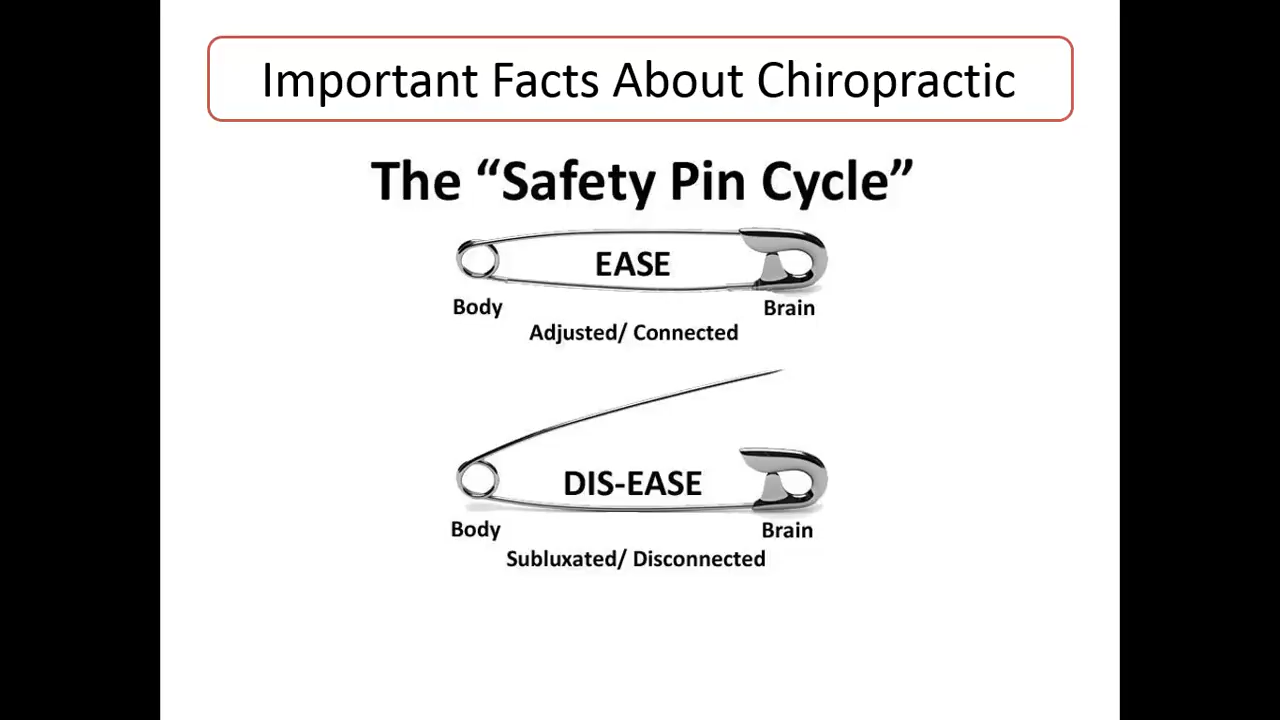 Important Facts About Chiropractic
The “Safety Pin Cycle”
EASE
Body
Brain
Adjusted/ Connected
DIS-EASE
Body
Brain
Subluxated/ Disconnected